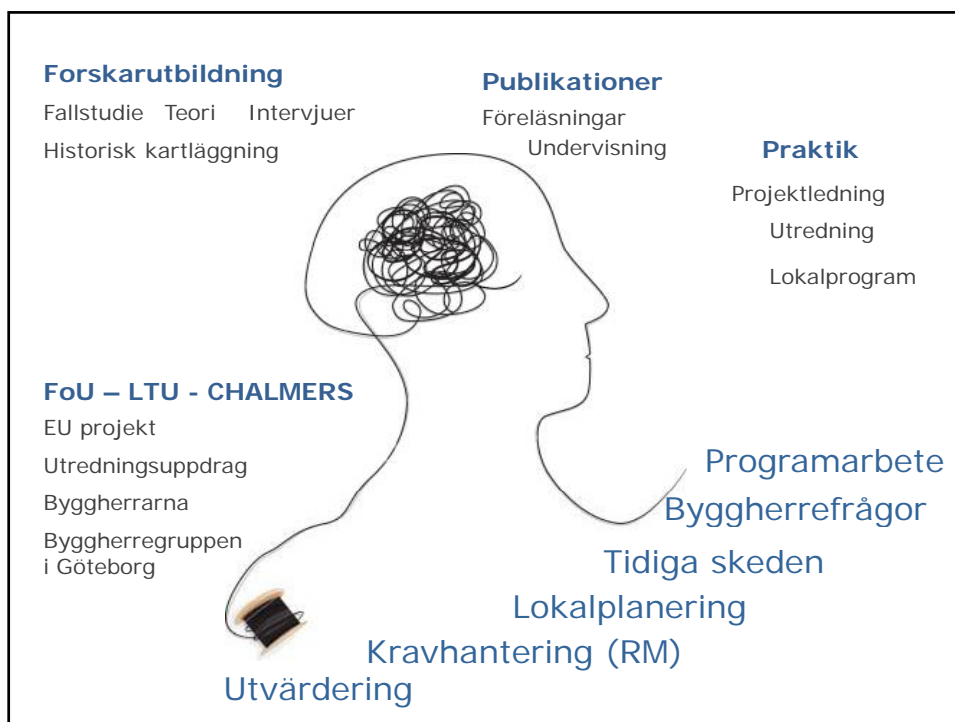 Forskarutbildning
Fallstudie Teori Intervjuer
Historisk kartläggning
Publikationer
Föreläsningar
Undervisning
Praktik
Projektledning
Utredning
Lokalprogram
FoU – LTU - CHALMERS
EU projekt
Utredningsuppdrag
Byggherrarna
Byggherregruppen
i Göteborg
Programarbete
Byggherrefrågor
Tidiga skeden
Lokalplanering
Kravhantering (RM)
Utvärdering